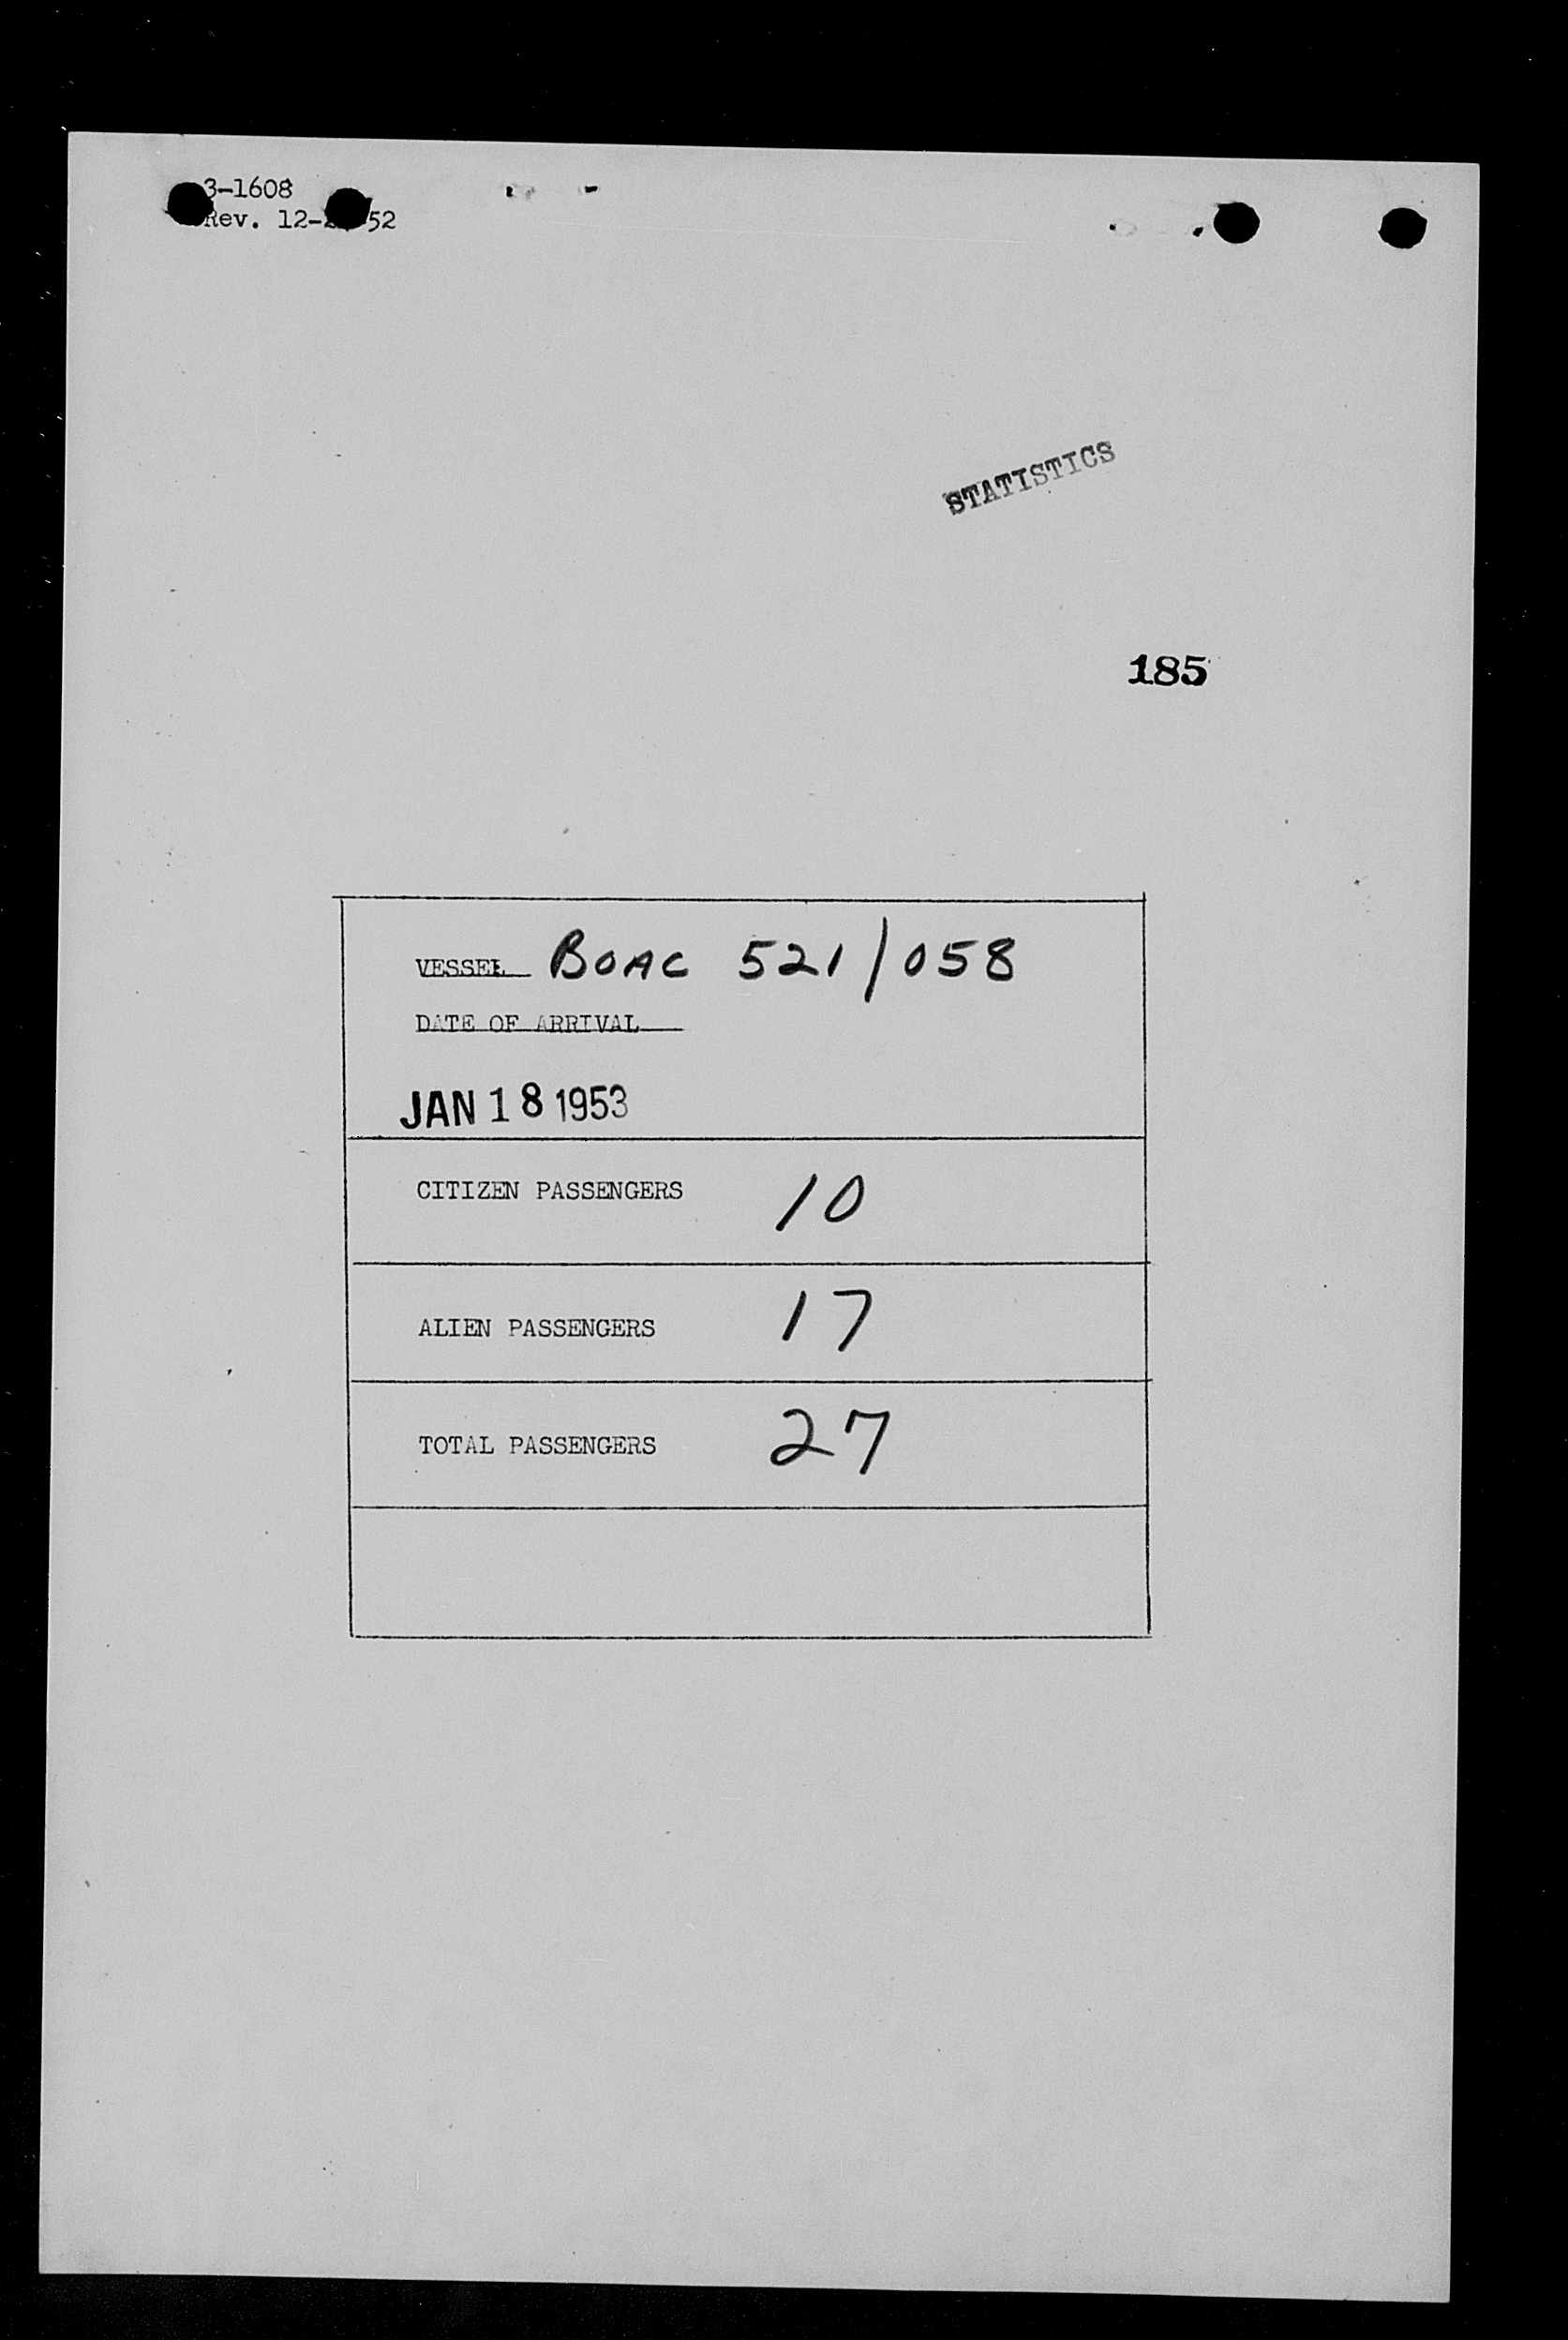 3-1608
Rev. 12- 52
STATISTICS
185
VESSEL BOAC 521/058
DATE OF ARRIVAL
JAN 18 1953
CITIZEN PASSENGERS 10
ALIEN PASSENGERS 17
TOTAL PASSENGERS 27